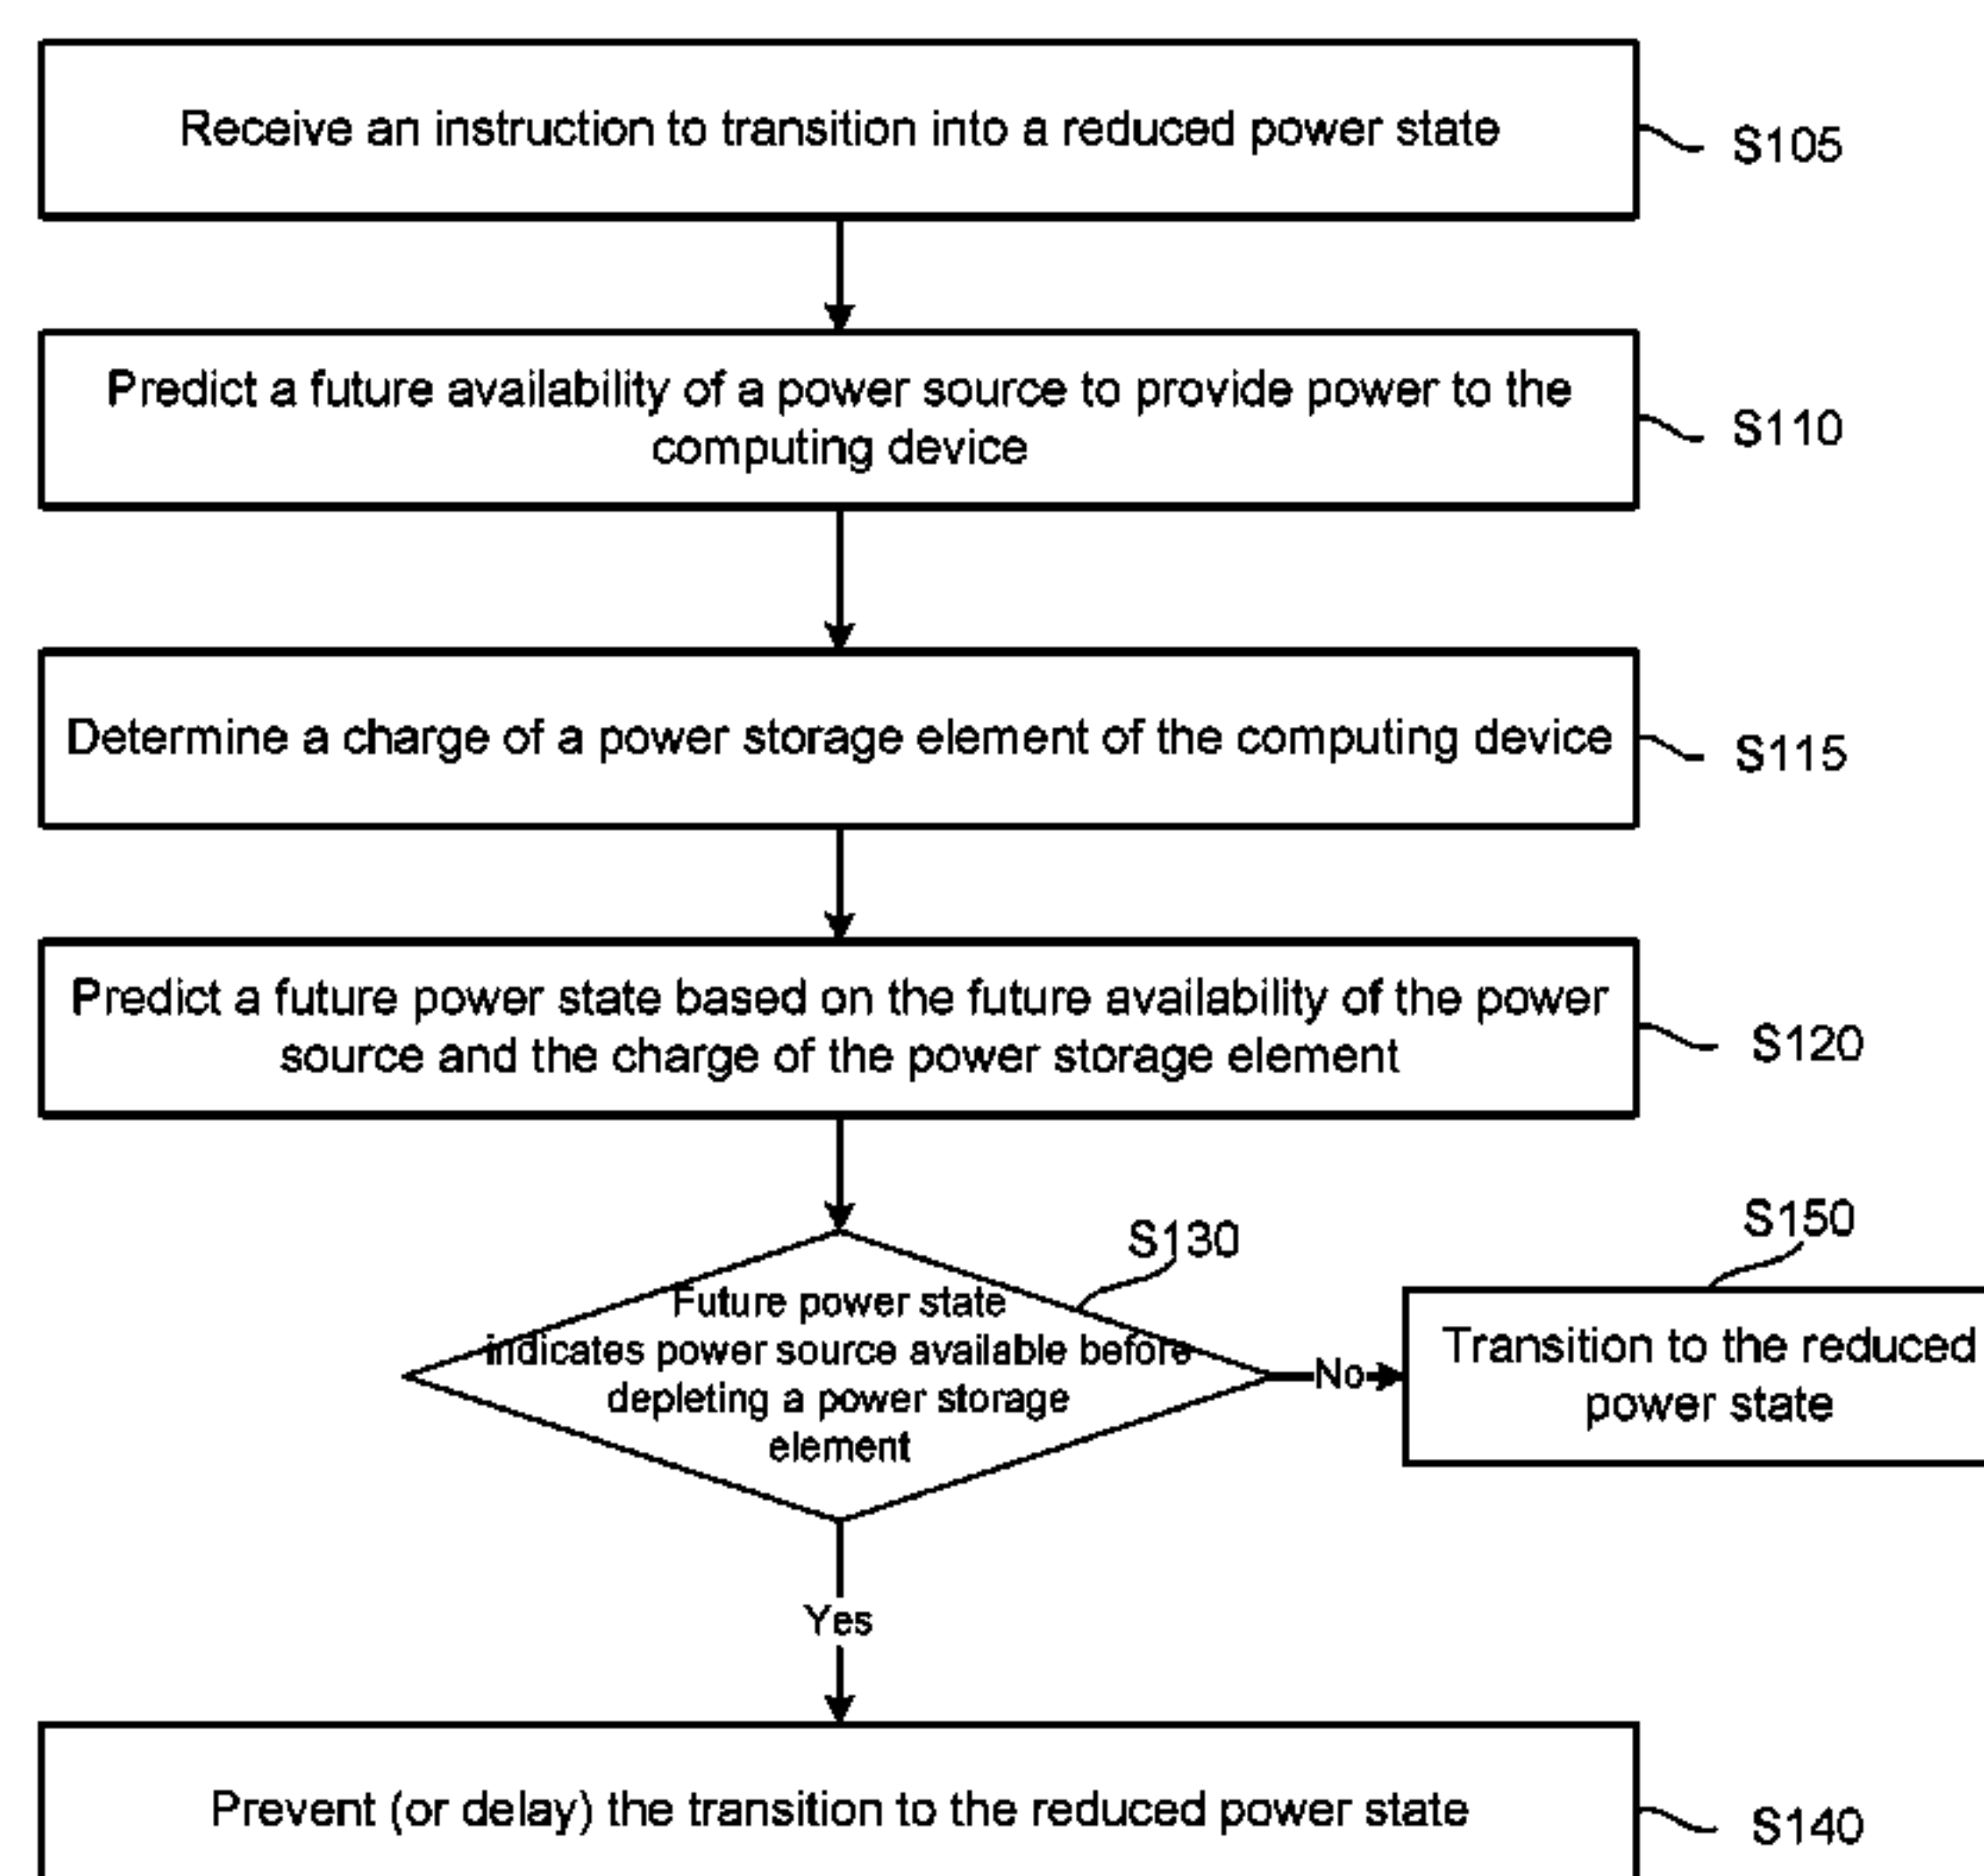 Receive an instruction to transition into a reduced power state
S105
Predict a future availability of a power source to provide power to the
computing device
S110
Determine a charge of a power storage element of the computing device
S115
Predict a future power state based on the future availability of the power
source and the charge of the power storage element
S120
S130
Future power state
indicates power source available before
depleting a power storage
element
No
S150
Transition to the reduced
power state
Yes
Prevent (or delay) the transition to the reduced power state
S140